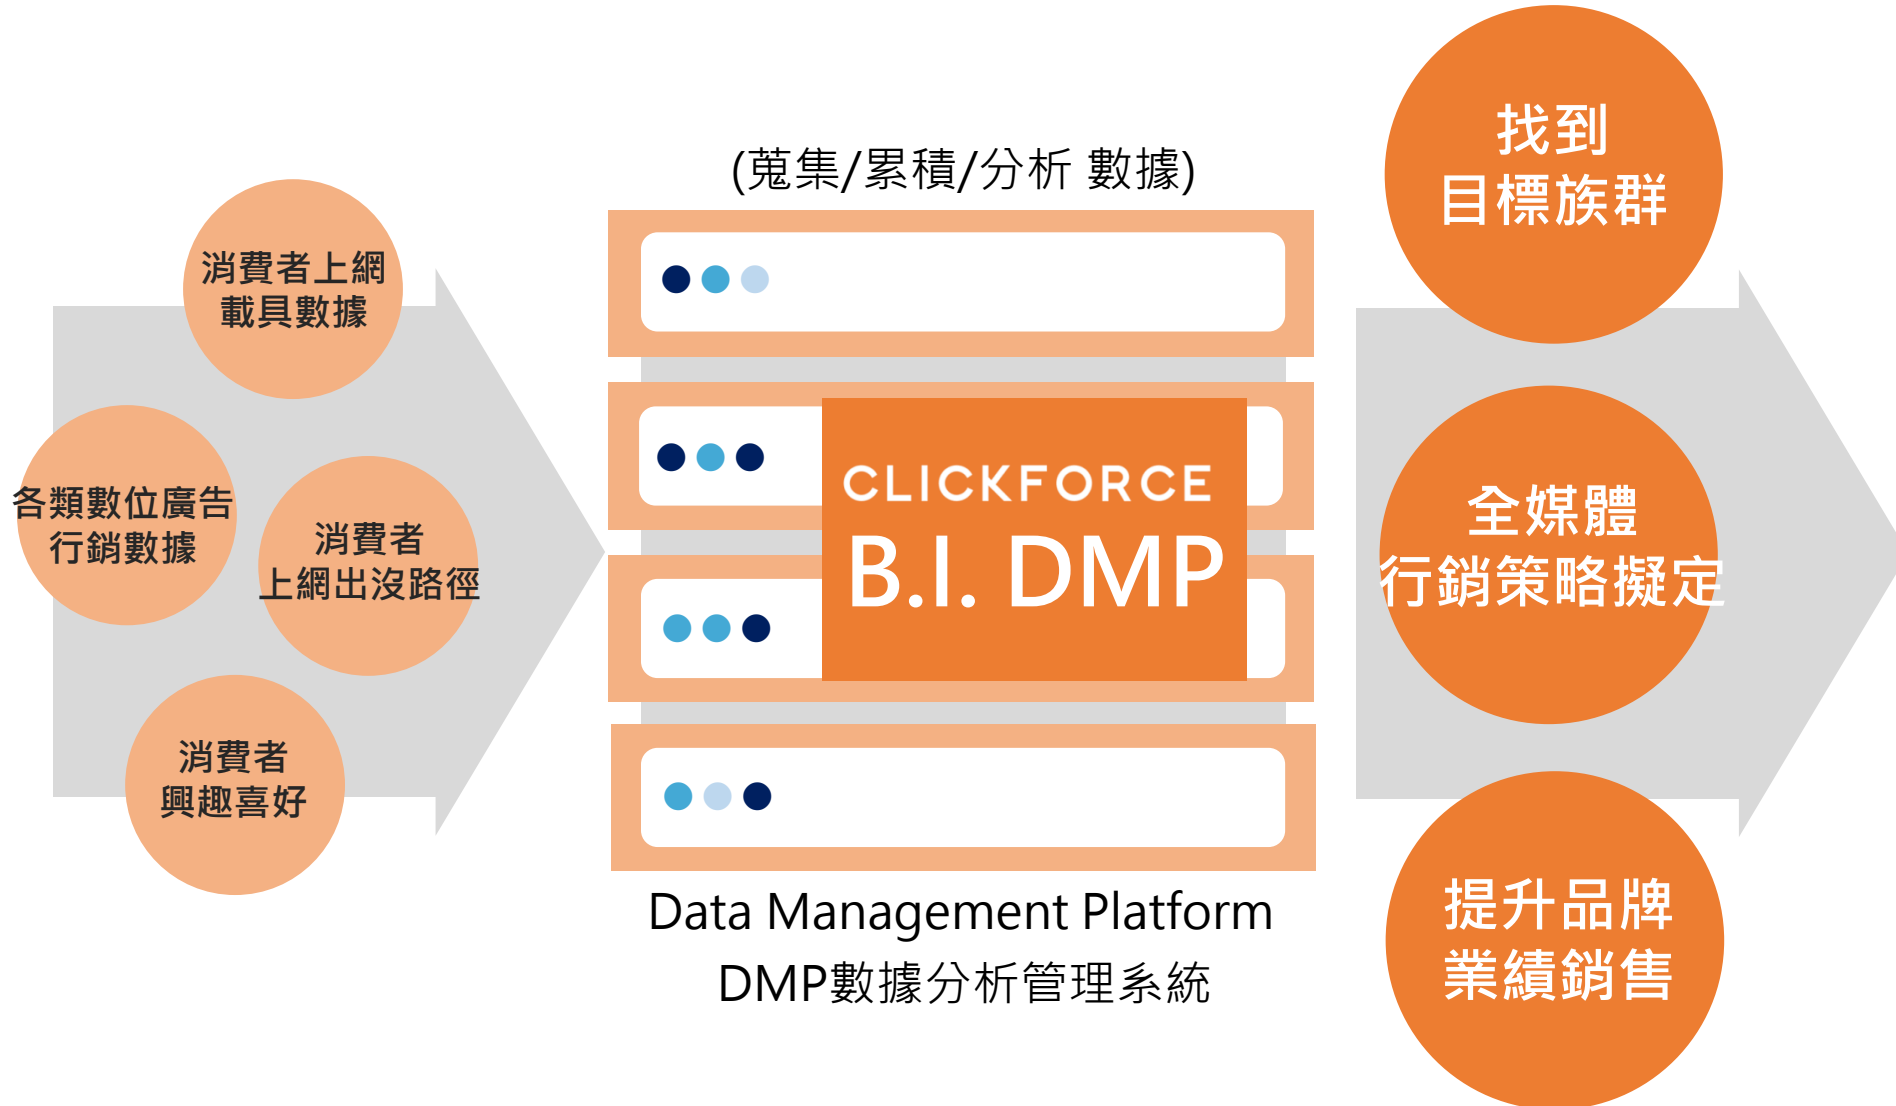 消費者上網
載具數據
各類數位廣告
行銷數據
消費者
上網出沒路徑
消費者
興趣喜好
(蒐集/累積/分析 數據)
CLICKFORCE
B.I. DMP
Data Management Platform
DMP數據分析管理系統
找到
目標族群
全媒體
行銷策略擬定
提升品牌
業績銷售